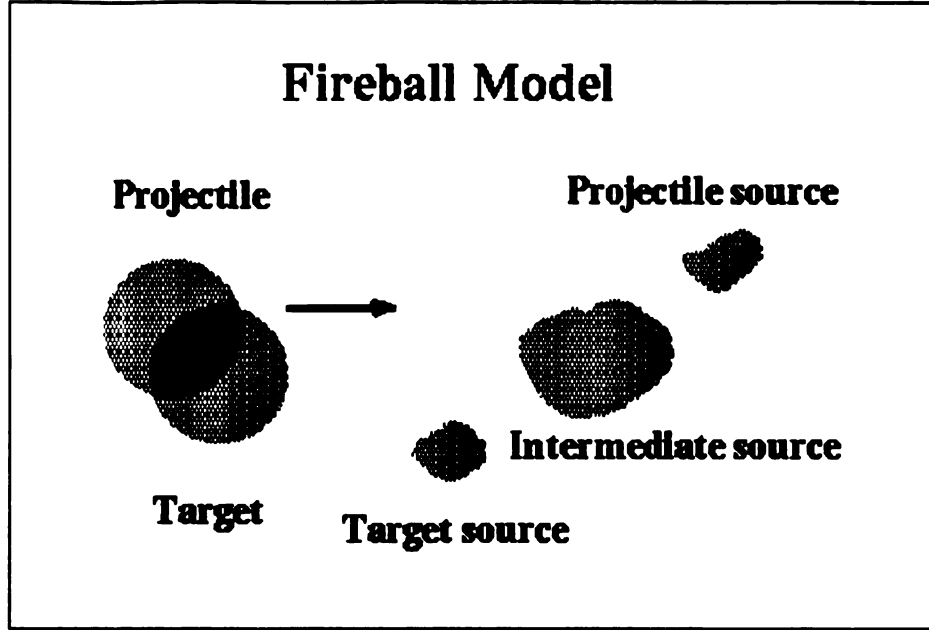 Fireball Model
Projectile
Projectile source
Intermediate source
Target
Target source